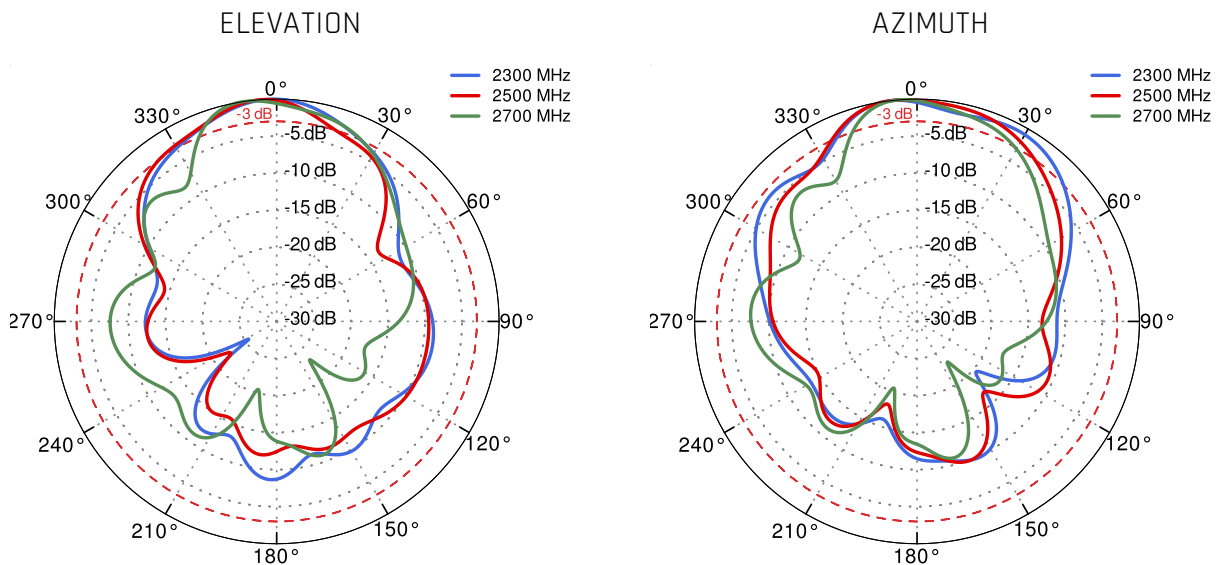 ELEVATION
2300 MHz
2500 MHz
2700 MHz
0°
30°
60°
90°
120°
150°
180°
210°
240°
270°
300°
330°
-3 dB
-5 dB
-10 dB
-15 dB
-20 dB
-25 dB
-30 dB
AZIMUTH
2300 MHz
2500 MHz
2700 MHz
0°
30°
60°
90°
120°
150°
180°
210°
240°
270°
300°
330°
-3 dB
-5 dB
-10 dB
-15 dB
-20 dB
-25 dB
-30 dB